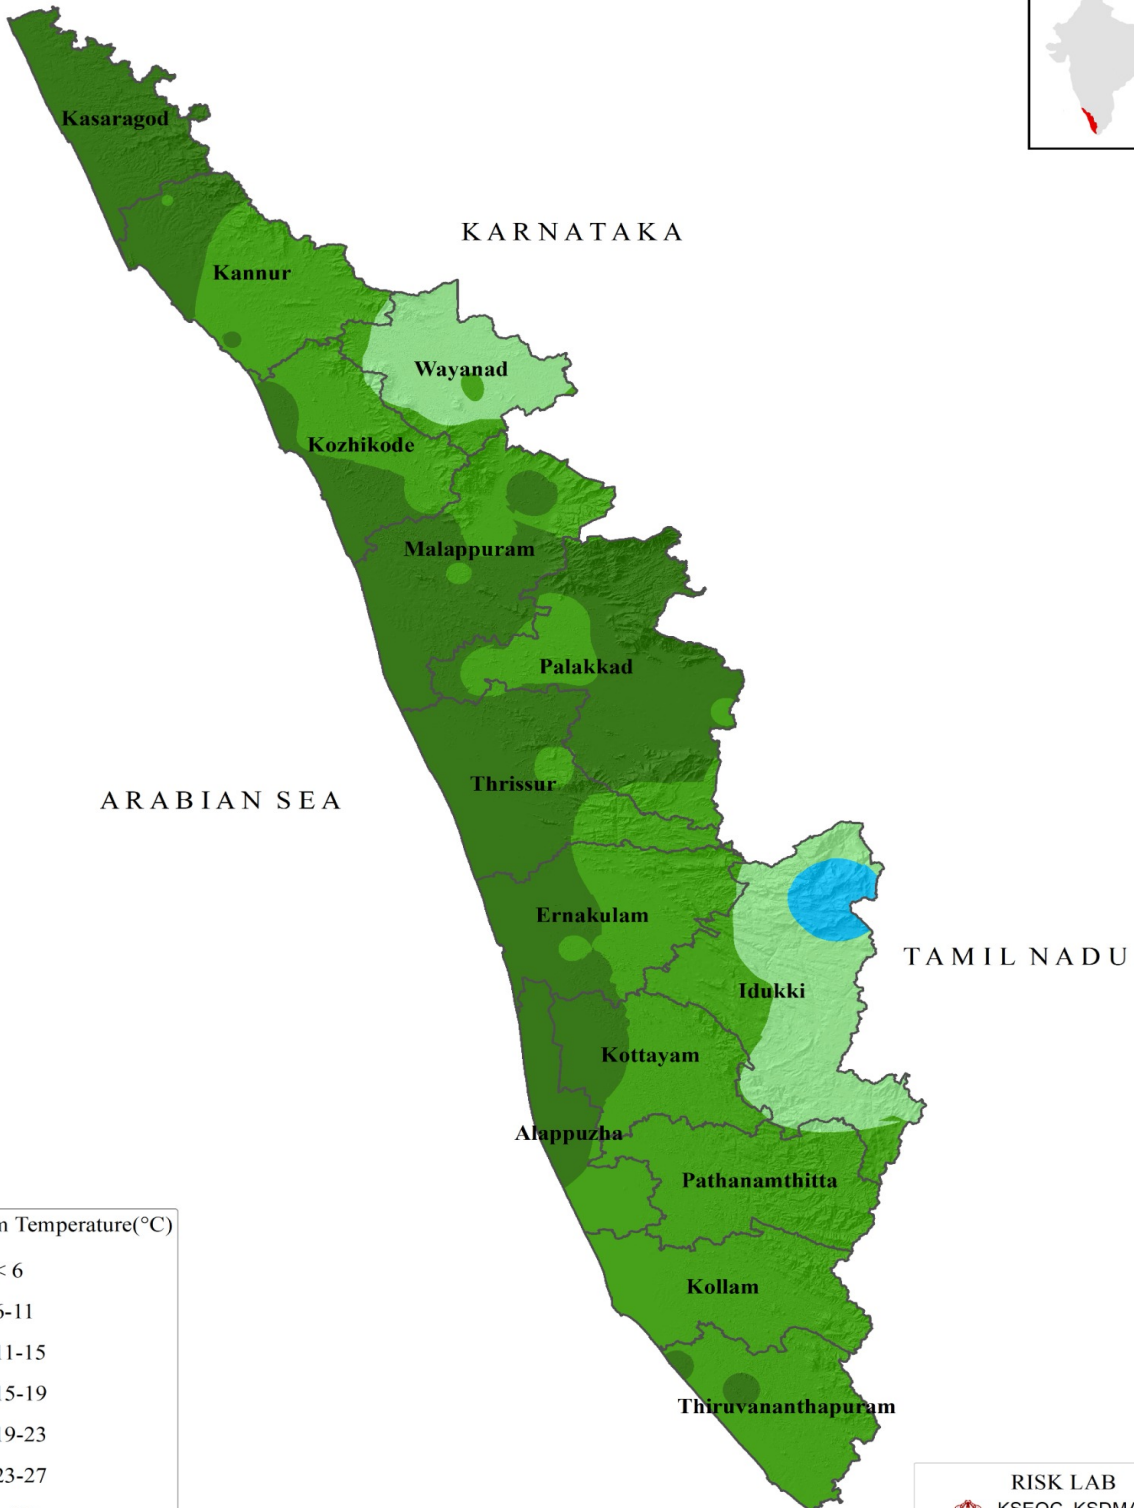 Kasaragod
KARNATAKA
Kannur
Wayanad
Kozhikode
Malappuram
Palakkad
Thrissur
ARABIAN SEA
Ernakulam
TAMIL NADU
Idukki
Kottayam
Alappuzha
Pathanamthitta
Temperature(°C)
< 6
6-11
11-15
15-19
19-23
23-27
Kollam
Thiruvananthapuram
RISK LAB